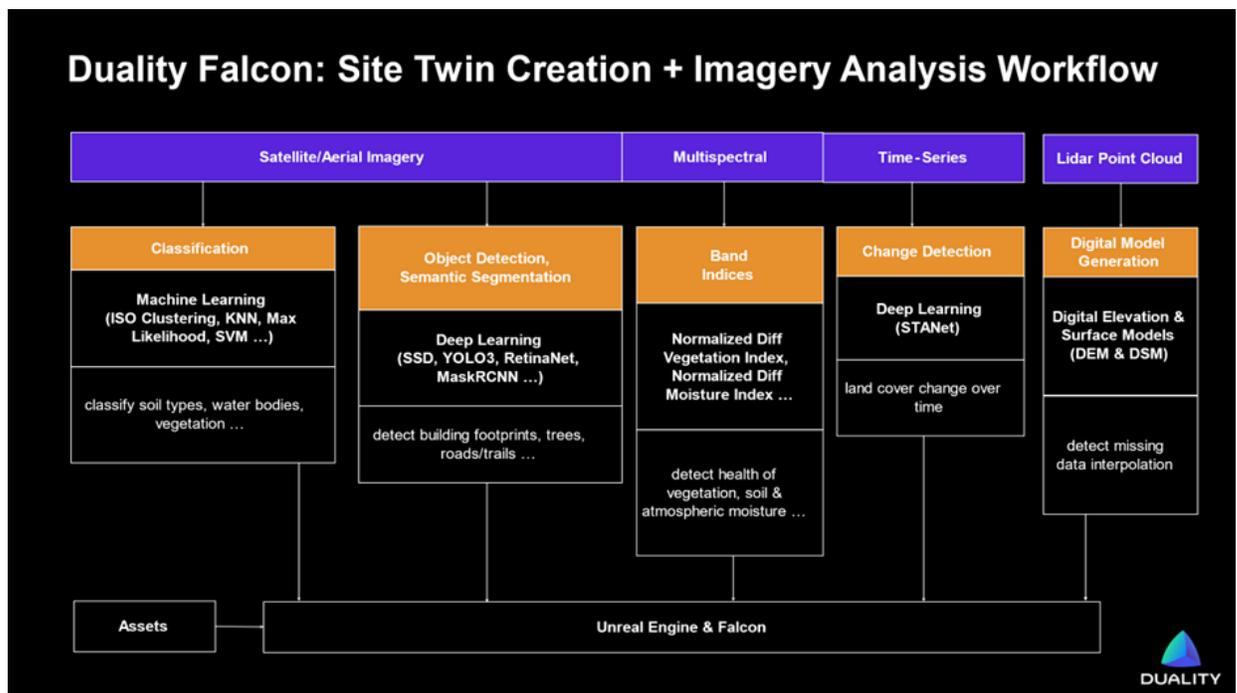 Duality Falcon: Site Twin Creation + Imagery Analysis Workflow
Satellite/Aerial Imagery
Multispectral
Time-Series
Lidar Point Cloud
Classification
Machine Learning
(ISO Clustering, KNN, Max
Likelihood, SVM ...)
classify soil types, water bodies,
vegetation ...
Object Detection,
Semantic Segmentation
Deep Learning
(SSD, YOLO3, RetinaNet,
MaskRCNN ...)
detect building footprints, trees,
roads/trails ...
Band
Indices
Normalized Diff
Vegetation Index,
Normalized Diff
Moisture Index ...
detect health of
vegetation, soil &
atmospheric moisture ...
Change Detection
Deep Learning
(STANet)
land cover change over
time
Digital Model
Generation
Digital Elevation &
Surface Models
(DEM & DSM)
detect missing
data interpolation
Assets
Unreal Engine & Falcon
DUALITY